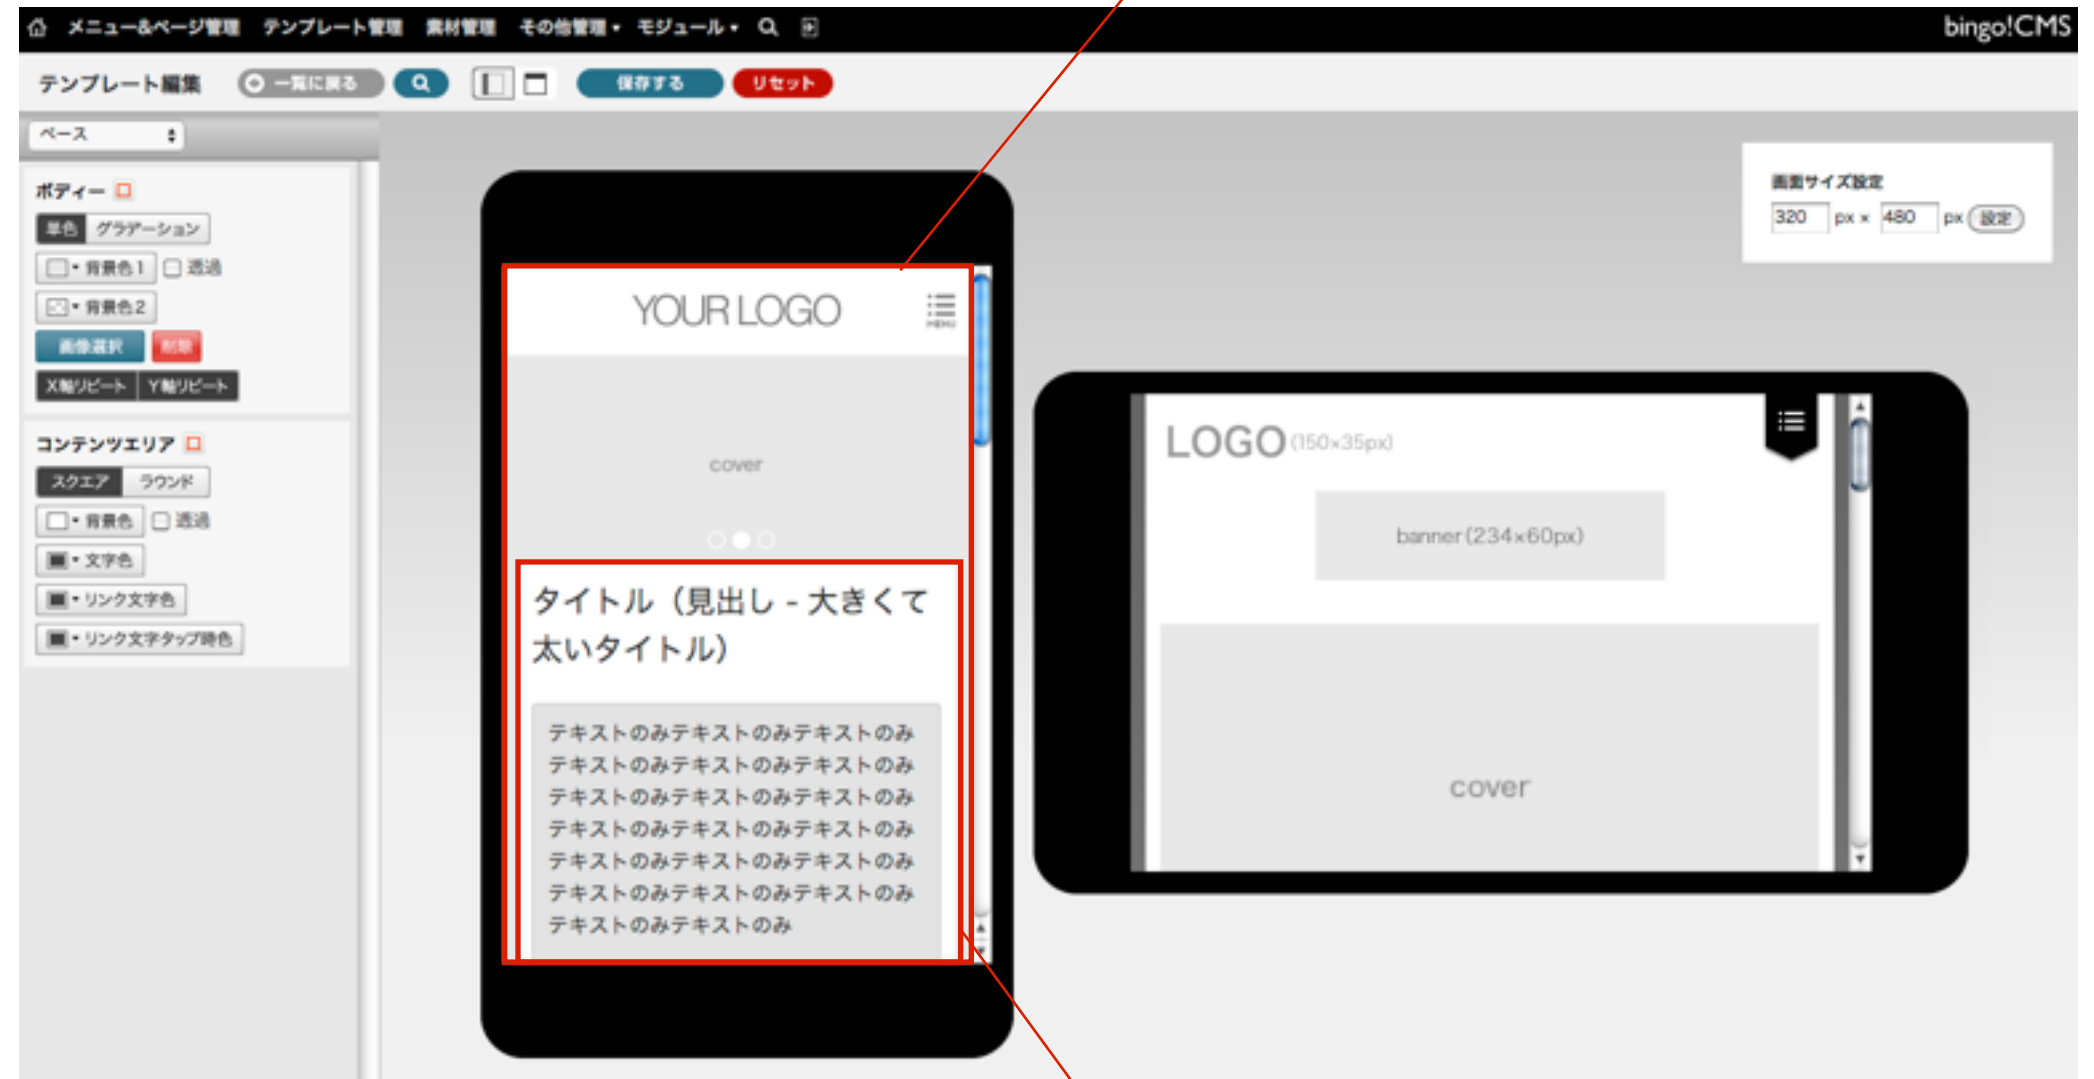 メニュー&ページ管理 テンプレート管理 素材管理 その他管理 モジュール bingo!CMS
テンプレート編集 一覧に戻る 保存する リセット
ベース
ボディー
単色 グラデーション
背景色1 透過
背景色2
画像選択 削除
X軸リピート Y軸リピート
コンテンツエリア
スクエア ラウンド
背景色 透過
文字色
リンク文字色
リンク文字タップ時色
YOUR LOGO MENU
cover
タイトル（見出し - 大きくて
太いタイトル）
テキストのみテキストのみテキストのみ
テキストのみテキストのみテキストのみ
テキストのみテキストのみテキストのみ
テキストのみテキストのみテキストのみ
テキストのみテキストのみテキストのみ
テキストのみテキストのみテキストのみ
テキストのみテキストのみ
画面サイズ設定
320 px × 480 px 設定
LOGO (150×35px)
banner (234×60px)
cover